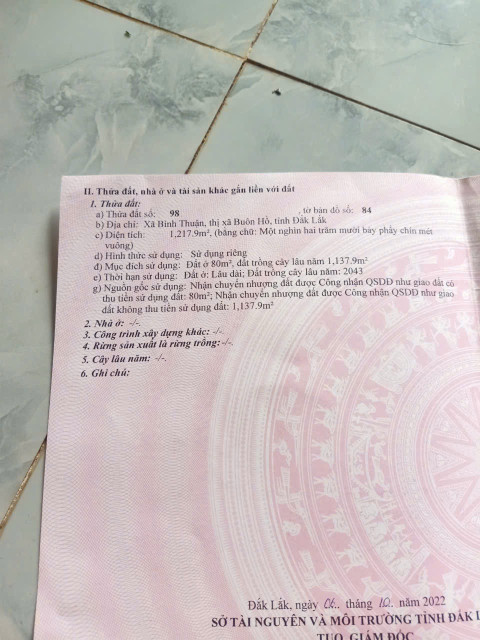 II. Thửa đất, nhà ở và tài sản khác gắn liền với đất
1. Thửa đất:
a) Thửa đất số: 98 , tờ bản đồ số: 84
b) Địa chỉ: Xã Bình Thuận, thị xã Buôn Hồ, tỉnh Đắk Lắk
c) Diện tích: 1,217.9m², (bằng chữ: Một nghìn hai trăm mười bảy phẩy chín mét
vuông)
d) Hình thức sử dụng: Sử dụng riêng
đ) Mục đích sử dụng: Đất ở 80m², đất trồng cây lâu năm 1,137.9m²
e) Thời hạn sử dụng: Đất ở: Lâu dài; Đất trồng cây lâu năm: 2043
g) Nguồn gốc sử dụng: Nhận chuyển nhượng đất được Công nhận QSDĐ như giao đất có
thu tiền sử dụng đất: 80m²; Nhận chuyển nhượng đất được Công nhận QSDĐ như giao
đất không thu tiền sử dụng đất: 1,137.9m²
2. Nhà ở: -/-.
3. Công trình xây dựng khác: -/-.
4. Rừng sản xuất là rừng trồng: -/-.
5. Cây lâu năm: -/-.
6. Ghi chú:
Đắk Lắk, ngày 04.. tháng 10. năm 2022
SỞ TÀI NGUYÊN VÀ MÔI TRƯỜNG TỈNH ĐẮK L
TUQ. GIÁM ĐỐC